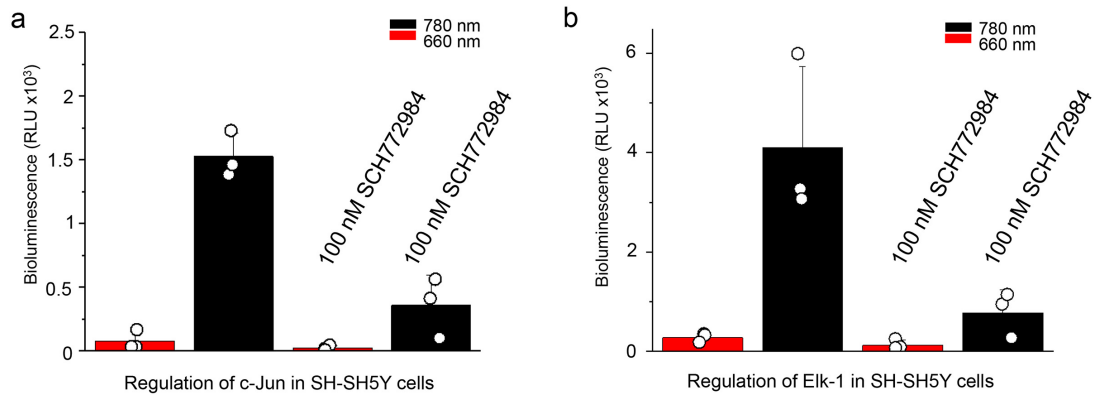 a
780 nm
660 nm
Bioluminescence (RLU x10³)
2.5
2
1.5
1
0.5
0
100 nM SCH772984
100 nM SCH772984
Regulation of c-Jun in SH-SH5Y cells
b
780 nm
660 nm
Bioluminescence (RLU x10³)
6
4
2
0
100 nM SCH772984
100 nM SCH772984
Regulation of Elk-1 in SH-SH5Y cells